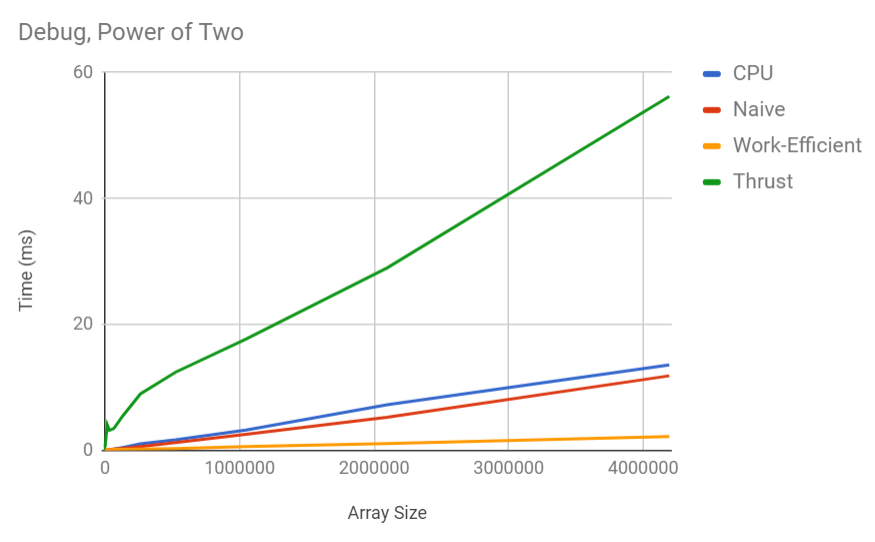 Debug, Power of Two
60
40
20
0
Time (ms)
0 1000000 2000000 3000000 4000000
Array Size
CPU
Naive
Work-Efficient
Thrust